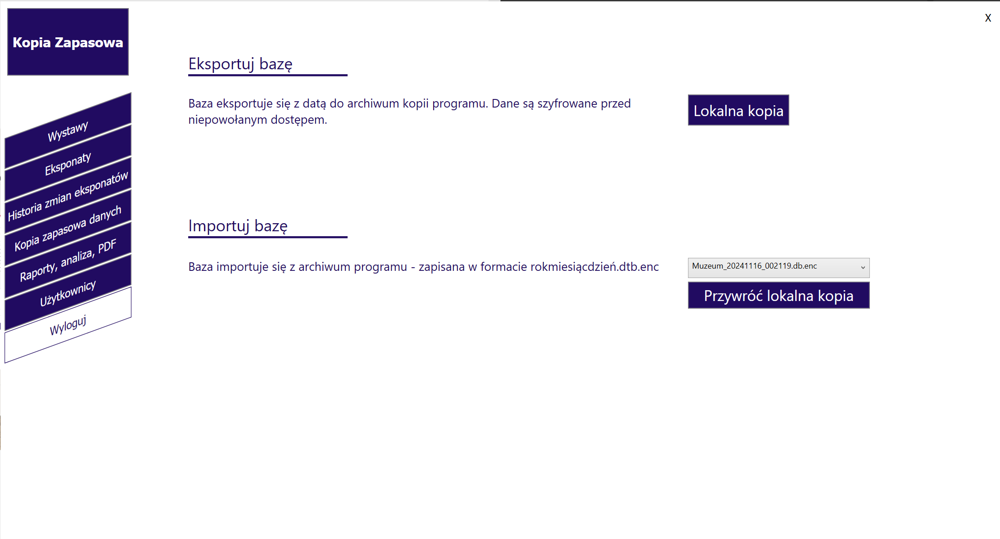 X
Kopia Zapasowa
Eksportuj bazę
Baza eksportuje się z datą do archiwum kopii programu. Dane są szyfrowane przed
niepowołanym dostępem.
Lokalna kopia
Wystawy
Eksponaty
Historia zmian eksponatów
Kopia zapasowa danych
Raporty, analiza, PDF
Użytkownicy
Wyloguj
Importuj bazę
Baza importuje się z archiwum programu - zapisana w formacie rokmiesiącdzień.dtb.enc
Muzeum_20241116_002119.db.enc
Przywróć lokalna kopia